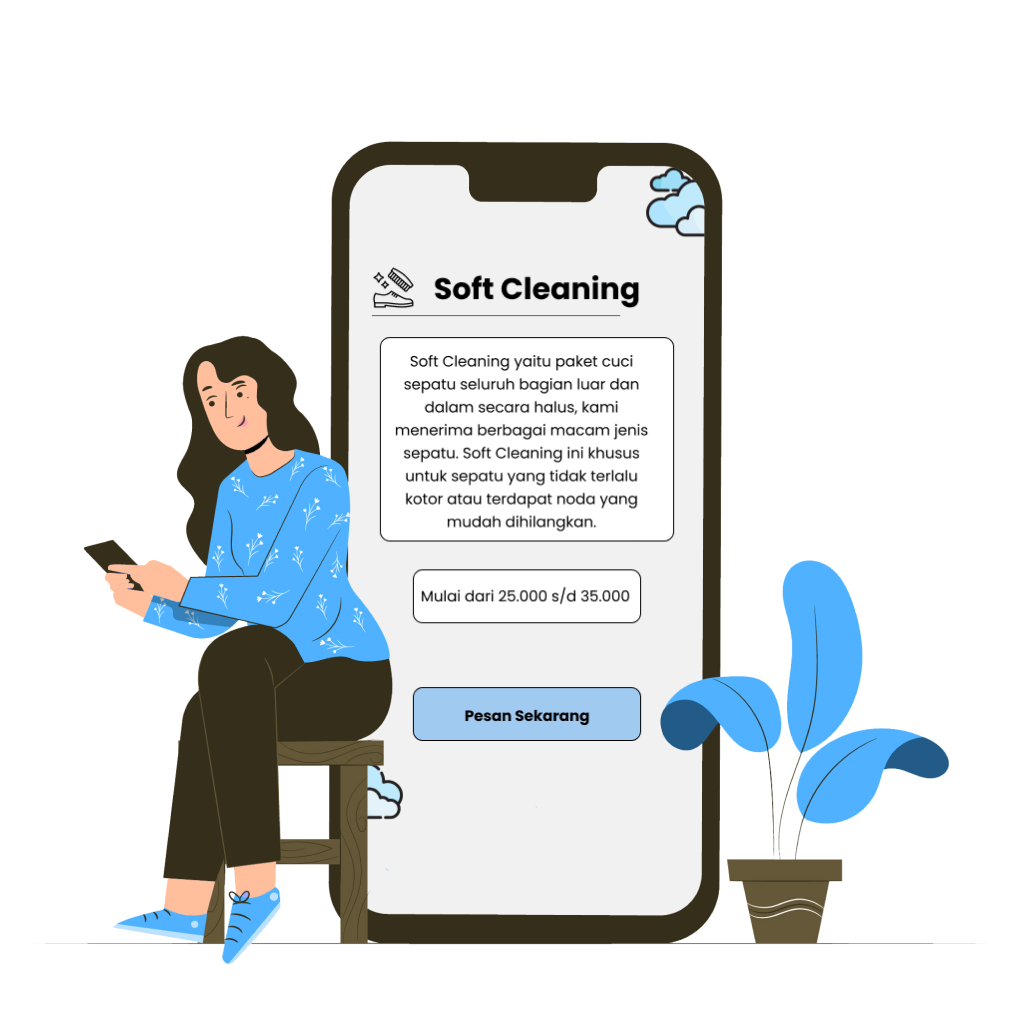 Soft Cleaning
Soft Cleaning yaitu paket cuci
sepatu seluruh bagian luar dan
dalam secara halus, kami
menerima berbagai macam jenis
sepatu. Soft Cleaning ini khusus
untuk sepatu yang tidak terlalu
kotor atau terdapat noda yang
mudah dihilangkan.
Mulai dari 25.000 s/d 35.000
Pesan Sekarang